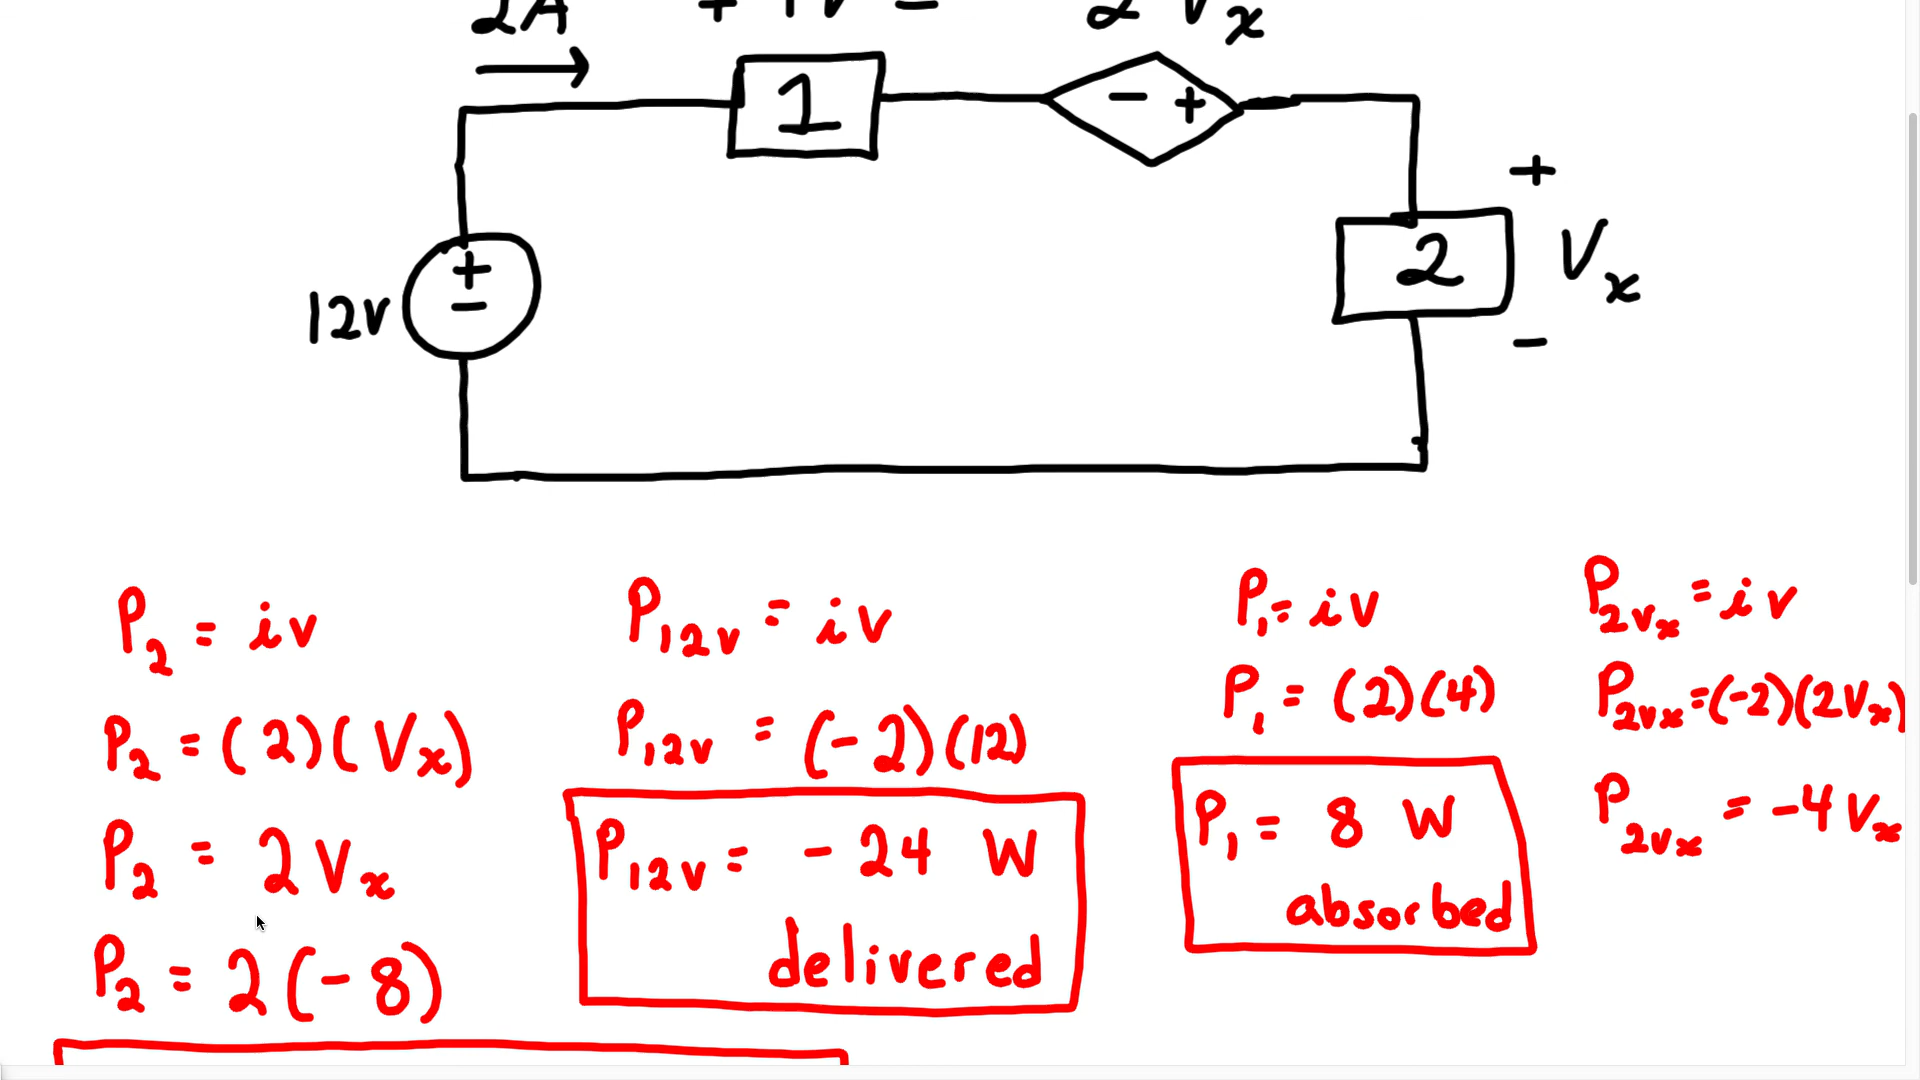 2A + 4V - 2Vx
1
- +
+
2 Vx
-
+
12v
-
P2 = iv
P2 = (2)(Vx)
P2 = 2Vx
P2 = 2(-8)
P12v = iv
P12v = (-2)(12)
P12v = -24 W
delivered
P1 = iv
P1 = (2)(4)
P1 = 8 W
absorbed
P2Vx = iv
P2Vx = (-2)(2Vx)
P2Vx = -4Vx